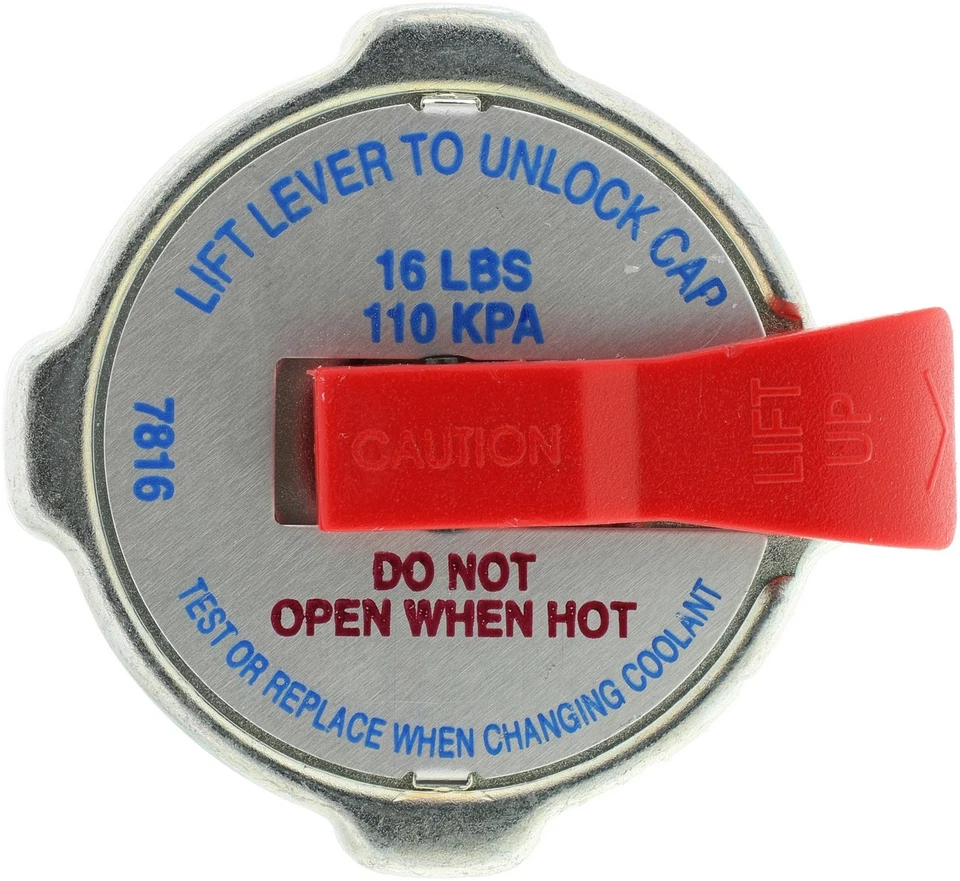 LIFT LEVER TO UNLOCK CAP
16 LBS
110 KPA
7816
CAUTION
LIFT
UP
DO NOT
OPEN WHEN HOT
TEST OR REPLACE WHEN CHANGING COOLANT